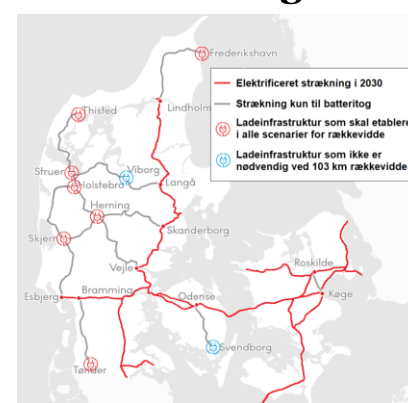 Frederikshavn
Elektrificeret strækning i 2030
Strækning kun til batteritog
Ladeinfrastruktur som skal etablere
i alle scenarier for rækkevidde
Ladeinfrastruktur som ikke er
nødvendig ved 103 km rækkevidde
Lindholm
Thisted
Struer
Viborg
Holstebro
Langå
Herning
Skjern
Skanderborg
Vejle
Roskilde
Esbjerg
Bramming
Odense
Køge
Svendborg
Tønder